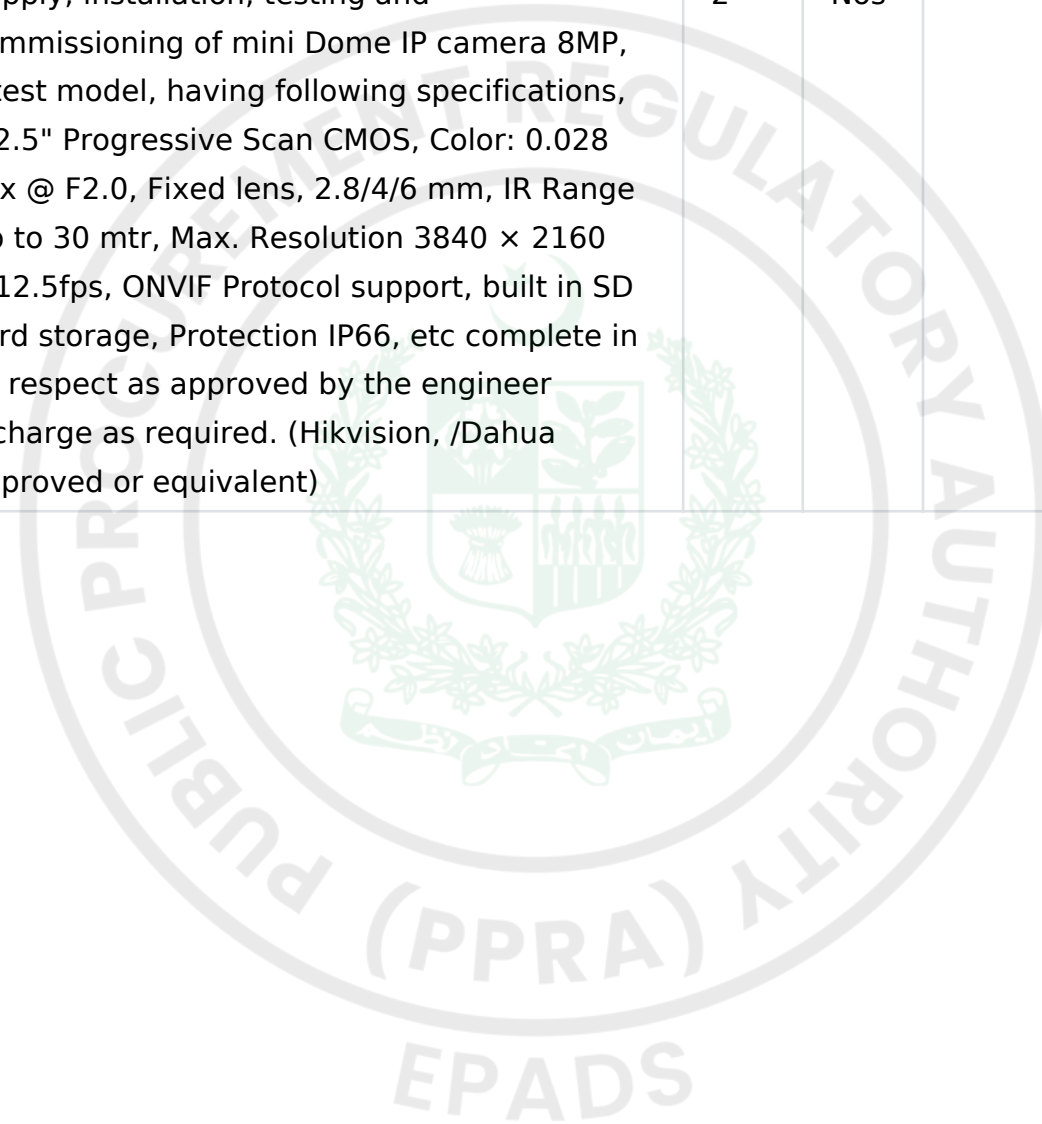 pply, installation, testing and 2 Nos
mmissioning of mini Dome IP camera 8MP,
test model, having following specifications,
2.5" Progressive Scan CMOS, Color: 0.028
x @ F2.0, Fixed lens, 2.8/4/6 mm, IR Range
p to 30 mtr, Max. Resolution 3840 × 2160
12.5fps, ONVIF Protocol support, built in SD
rd storage, Protection IP66, etc complete in
respect as approved by the engineer
charge as required. (Hikvision, /Dahua
proved or equivalent)
PUBLIC PROCUREMENT REGULATORY AUTHORITY
(PPRA)
EPADS